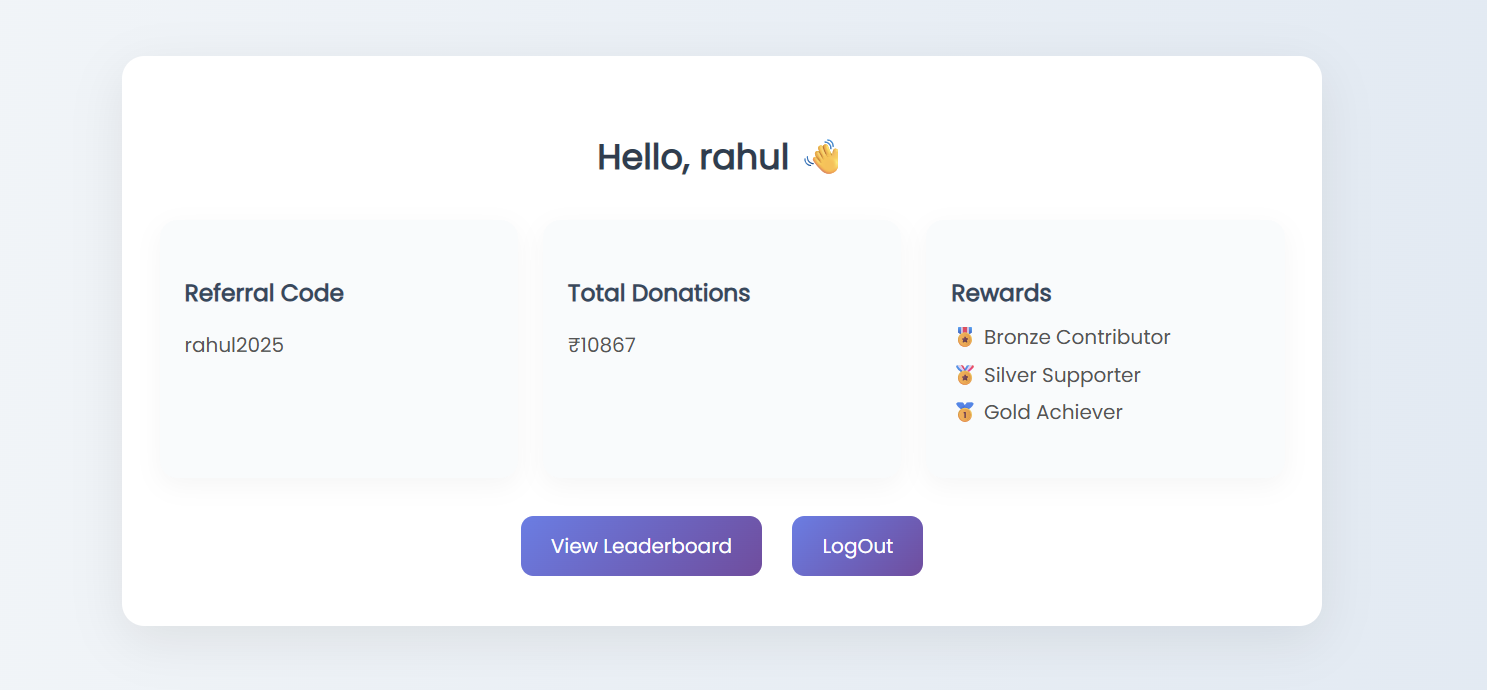 Hello, rahul 👋
Referral Code
rahul2025
Total Donations
₹10867
Rewards
🎖 Bronze Contributor
🏅 Silver Supporter
🥇 Gold Achiever
View Leaderboard
LogOut